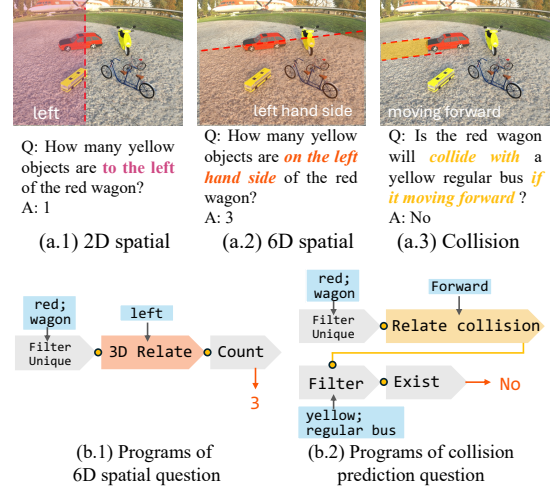 left
left hand side
moving forward
Q: How many yellow
objects are to the left
of the red wagon?
A: 1
(a.1) 2D spatial
Q: How many yellow
objects are on the left
hand side of the red
wagon?
A: 3
(a.2) 6D spatial
Q: Is the red wagon
will collide with a
yellow regular bus if
it moving forward ?
A: No
(a.3) Collision
red;
wagon
left
Filter
Unique
3D Relate
Count
3
(b.1) Programs of
6D spatial question
red;
wagon
Forward
Filter
Unique
Relate collision
Filter
Exist
No
yellow;
regular bus
(b.2) Programs of collision
prediction question